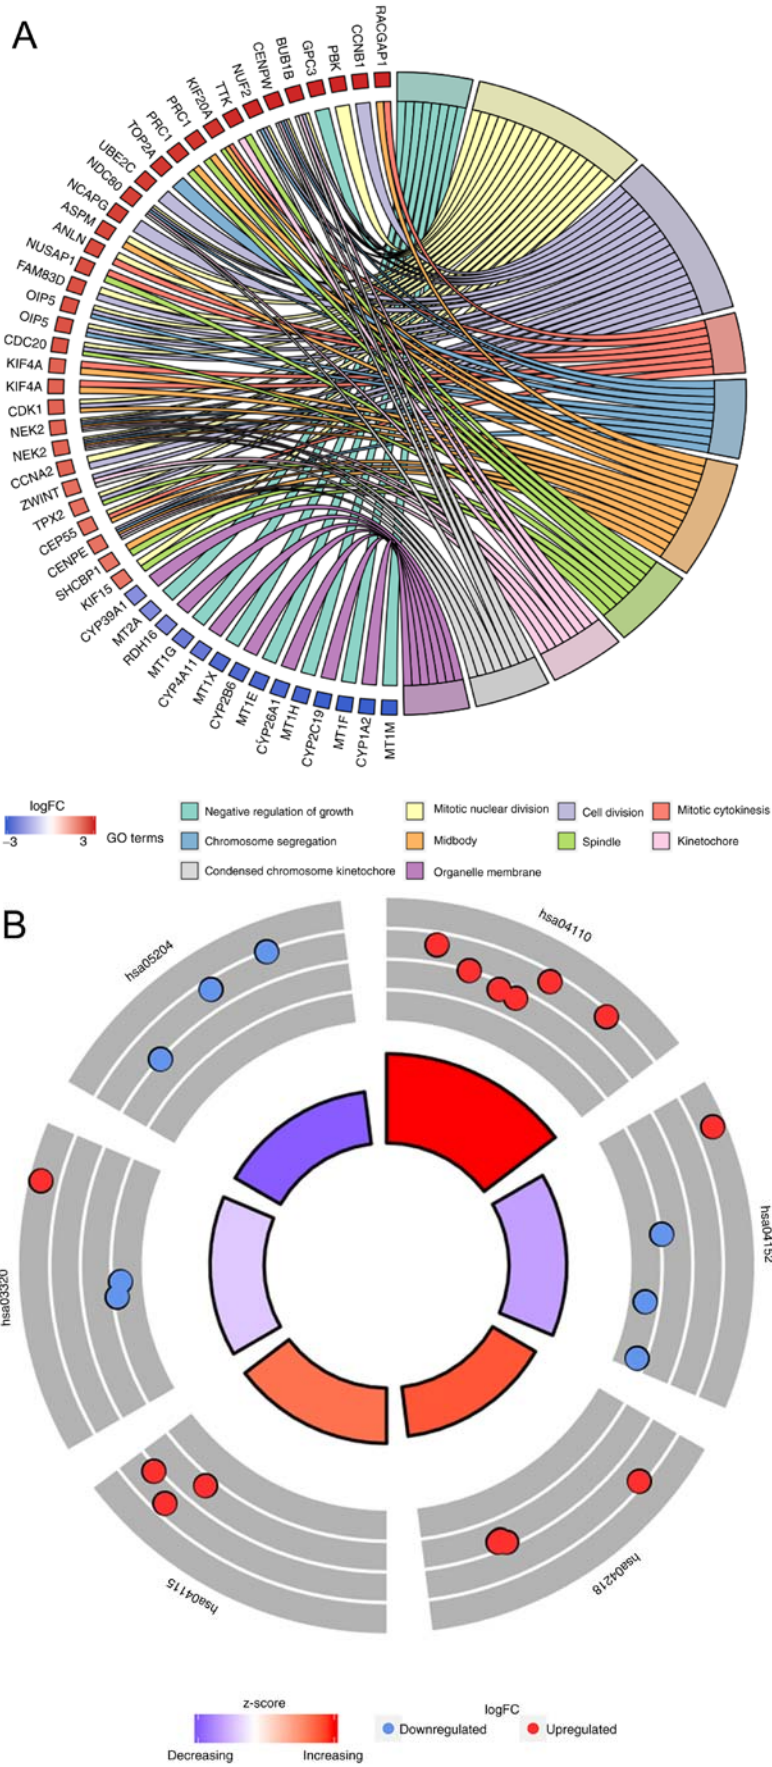 A
RACGAP1
CCNB1
PBK
GPC3
BUB1B
CENPW
NUF2
TTK
KIF20A
PRC1
PRC1
TOP2A
UBE2C
NDC80
NCAPG
ASPM
ANLN
NUSAP1
FAM83D
OIP5
OIP5
CDC20
KIF4A
KIF4A
CDK1
NEK2
NEK2
CCNA2
ZWINT
TPX2
CEP55
CENPE
SHCBP1
KIF15
CYP39A1
MT2A
RDH16
MT1G
CYP4A11
MT1X
CYP2B6
MT1E
CYP26A1
MT1H
CYP2C19
MT1F
CYP1A2
MT1M
logFC
−3 3
GO terms
Negative regulation of growth
Mitotic nuclear division
Cell division
Mitotic cytokinesis
Chromosome segregation
Midbody
Spindle
Kinetochore
Condensed chromosome kinetochore
Organelle membrane
B
hsa05204
hsa04110
hsa04152
hsa03320
hsa04115
hsa04218
z-score
Decreasing Increasing
logFC
Downregulated Upregulated